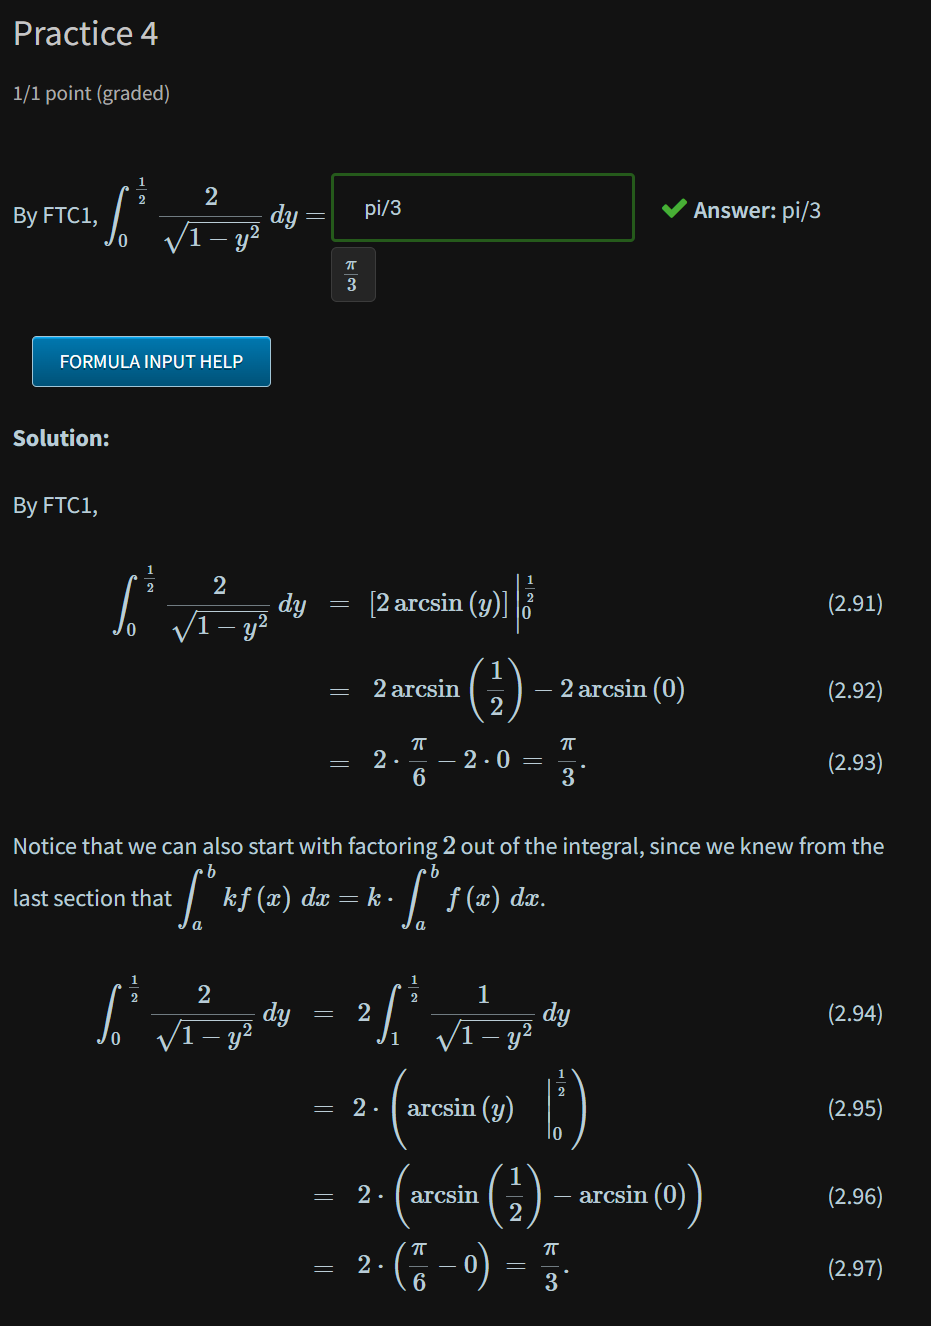 Practice 4
1/1 point (graded)
By FTC1, ∫_0^{1/2} 2/√(1 − y²) dy = pi/3 ✔ Answer: pi/3
π/3
FORMULA INPUT HELP
Solution:
By FTC1,
∫_0^{1/2} 2/√(1 − y²) dy = [2 arcsin (y)] |_0^{1/2} (2.91)
= 2 arcsin (1/2) − 2 arcsin (0) (2.92)
= 2 · π/6 − 2 · 0 = π/3. (2.93)
Notice that we can also start with factoring 2 out of the integral, since we knew from the
last section that ∫_a^b kf (x) dx = k · ∫_a^b f (x) dx.
∫_0^{1/2} 2/√(1 − y²) dy = 2 ∫_1^{1/2} 1/√(1 − y²) dy (2.94)
= 2 · (arcsin (y) |_0^{1/2}) (2.95)
= 2 · (arcsin (1/2) − arcsin (0)) (2.96)
= 2 · (π/6 − 0) = π/3. (2.97)